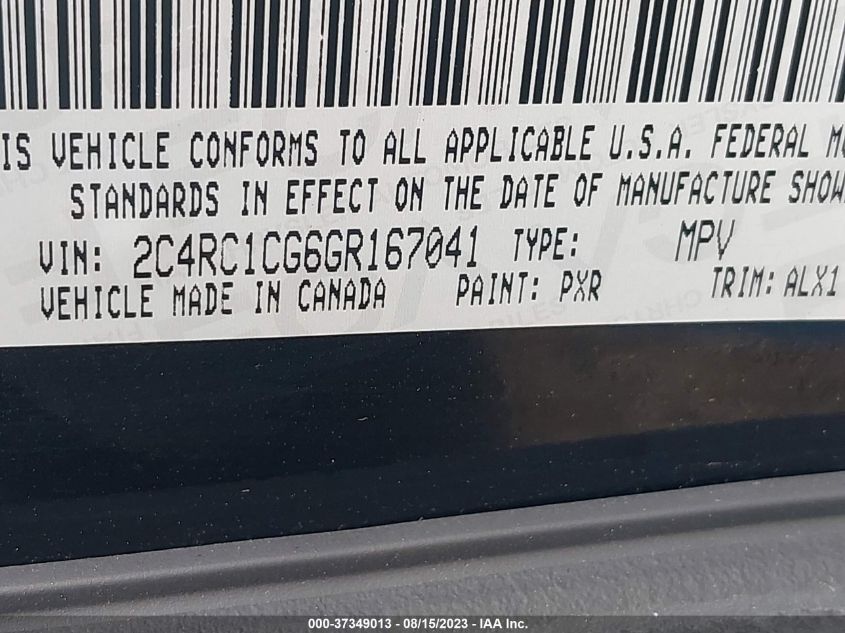 IS VEHICLE CONFORMS TO ALL APPLICABLE U.S.A. FEDERAL
STANDARDS IN EFFECT ON THE DATE OF MANUFACTURE SHOW
VIN: 2C4RC1CG6GR167041 TYPE: MPV
VEHICLE MADE IN CANADA PAINT: PXR TRIM: ALX1
000-37349013 - 08/15/2023 - IAA Inc.